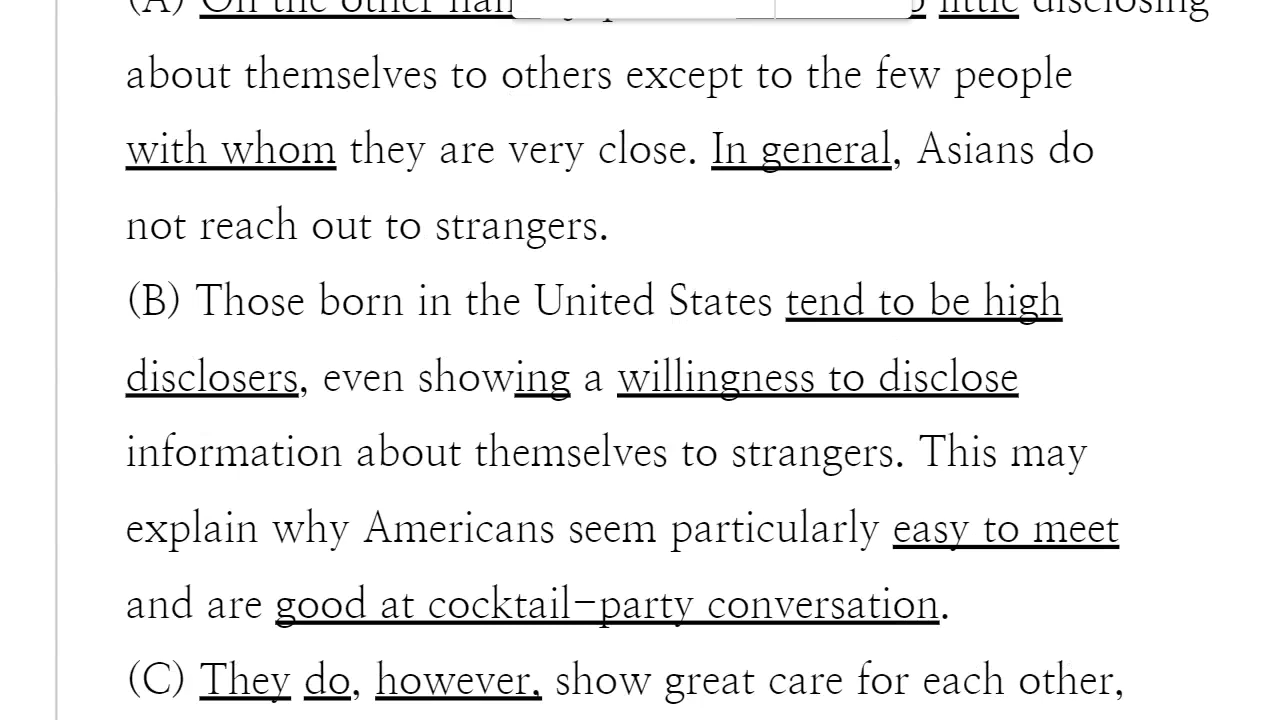 (A) On the other little disclosing
about themselves to others except to the few people
with whom they are very close. In general, Asians do
not reach out to strangers.
(B) Those born in the United States tend to be high
disclosers, even showing a willingness to disclose
information about themselves to strangers. This may
explain why Americans seem particularly easy to meet
and are good at cocktail-party conversation.
(C) They do, however, show great care for each other,